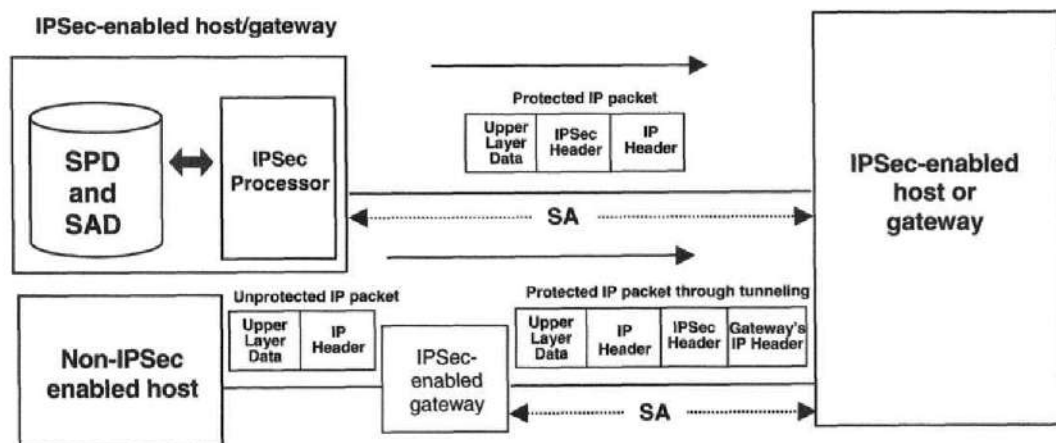 IPSec-enabled host/gateway
SPD
and
SAD
IPSec
Processor
Protected IP packet
Upper
Layer
Data
IPSec
Header
IP
Header
SA
IPSec-enabled
host or
gateway
Non-IPSec
enabled host
Unprotected IP packet
Upper
Layer
Data
IP
Header
IPSec-
enabled
gateway
Protected IP packet through tunneling
Upper
Layer
Data
IP
Header
IPSec
Header
Gateway's
IP Header
SA